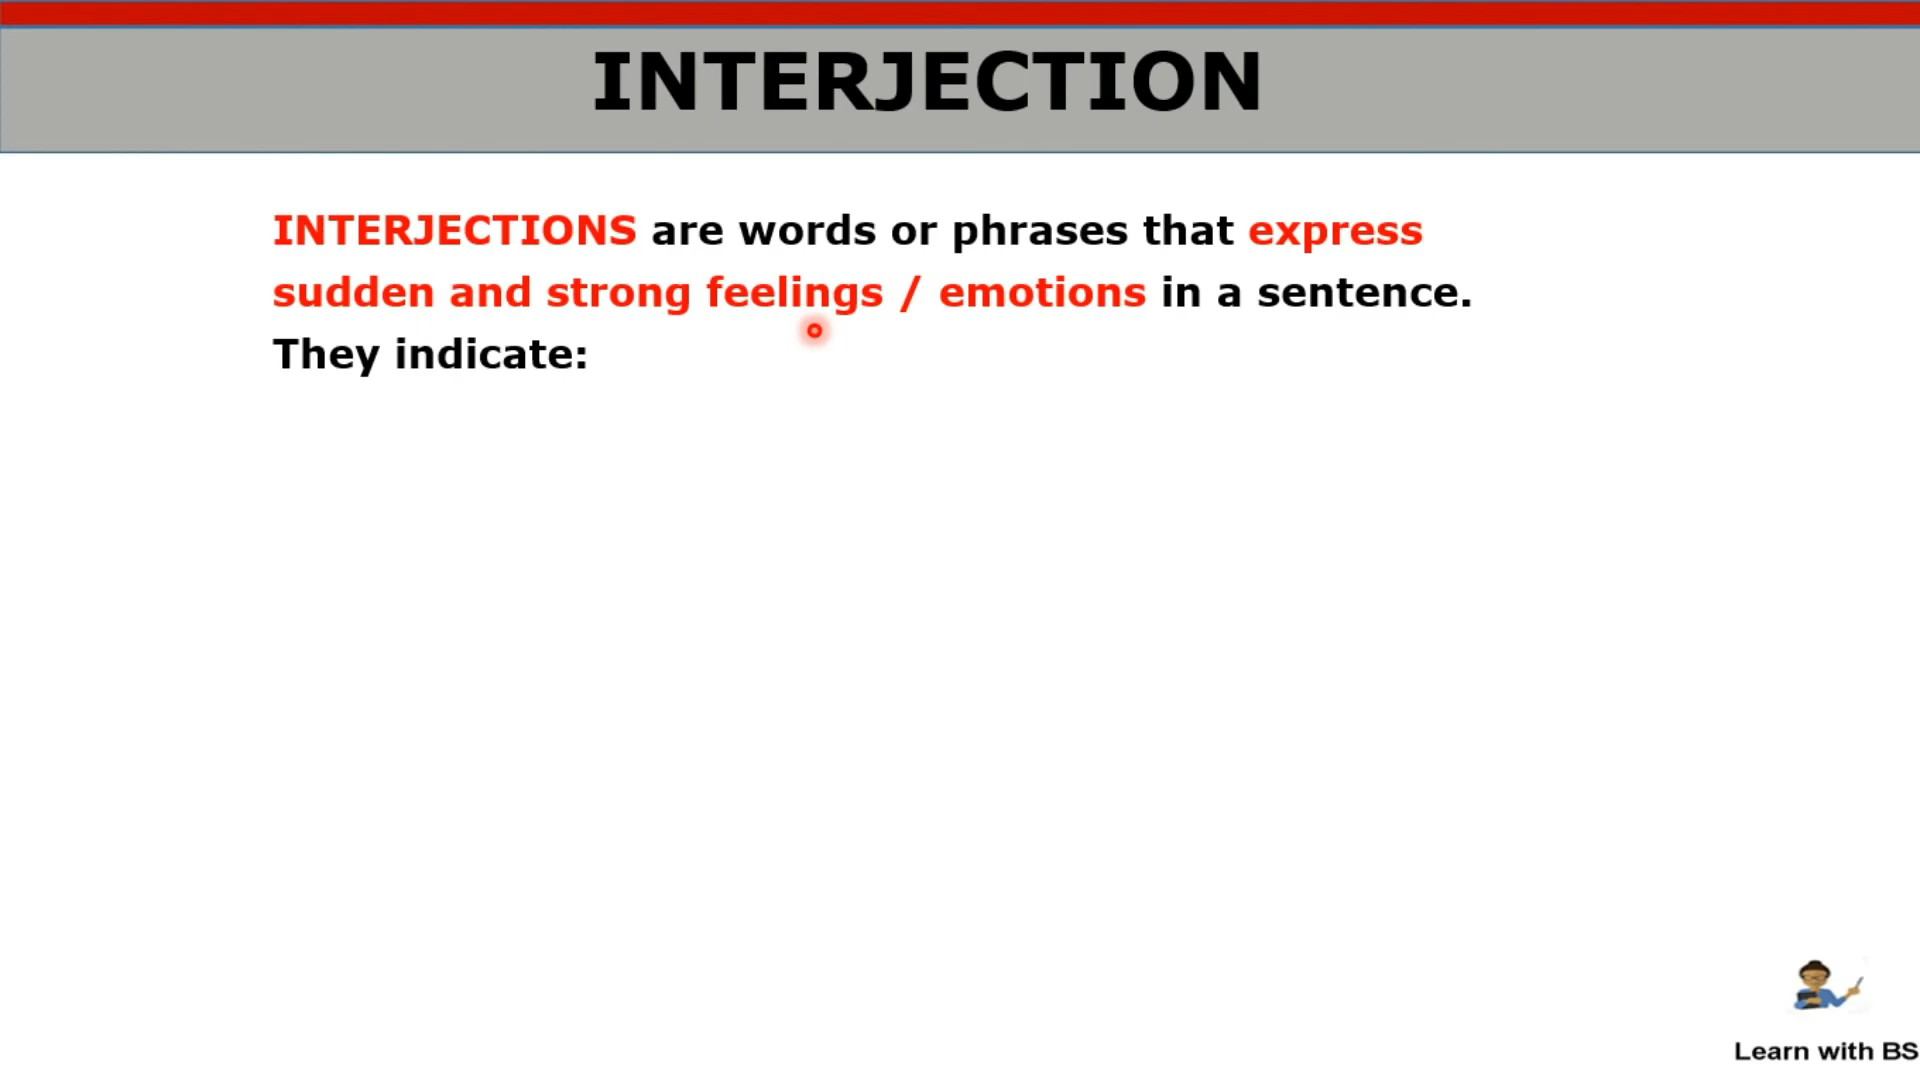 INTERJECTION
INTERJECTIONS are words or phrases that express
sudden and strong feelings / emotions in a sentence.
They indicate:
Learn with BS